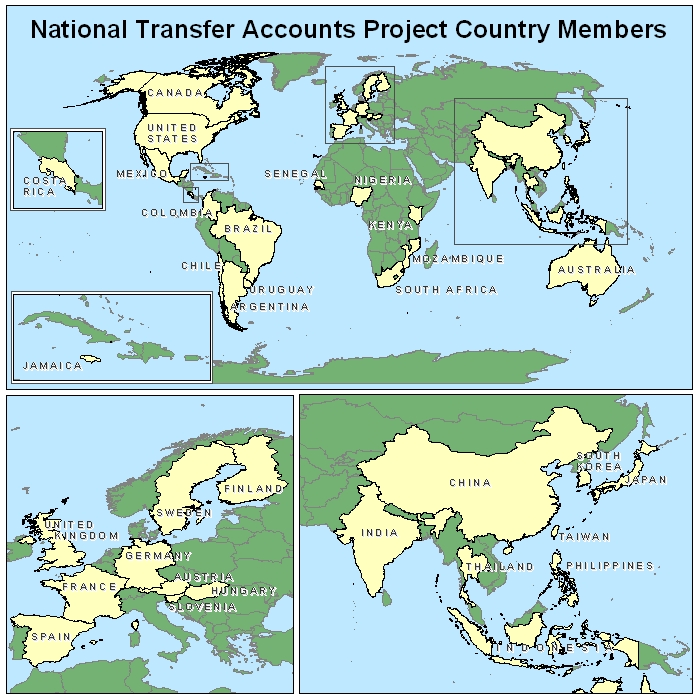 National Transfer Accounts Project Country Members
CANADA
UNITED
STATES
MEXICO
COSTA
RICA
COLOMBIA
BRAZIL
CHILE
URUGUAY
ARGENTINA
JAMAICA
SENEGAL
NIGERIA
KENYA
MOZAMBIQUE
SOUTH AFRICA
AUSTRALIA
FINLAND
SWEDEN
UNITED
KINGDOM
GERMANY
FRANCE
AUSTRIA
HUNGARY
SLOVENIA
SPAIN
CHINA
SOUTH
KOREA
JAPAN
INDIA
TAIWAN
THAILAND
PHILIPPINES
INDONESIA